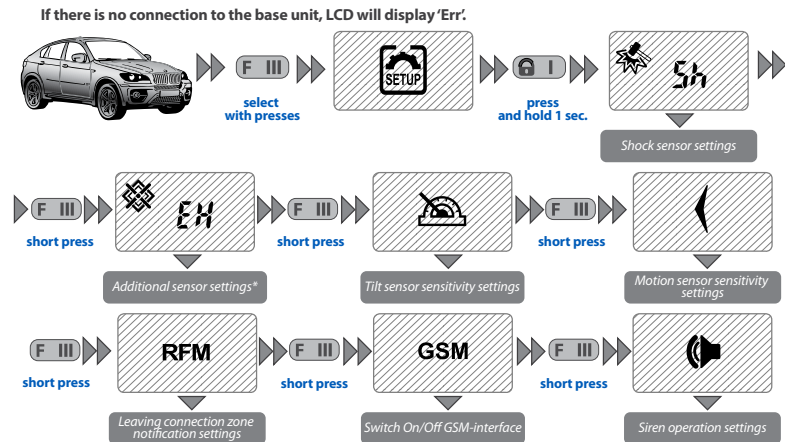 If there is no connection to the base unit, LCD will display 'Err'.
F III
SETUP
I
Sh
select
with presses
press
and hold 1 sec.
Shock sensor settings
F III
EH
F III
F III
short press
short press
short press
Additional sensor settings*
Tilt sensor sensitivity settings
Motion sensor sensitivity
settings
F III
RFM
F III
GSM
F III
short press
short press
short press
Leaving connection zone
notification settings
Switch On/Off GSM-interface
Siren operation settings